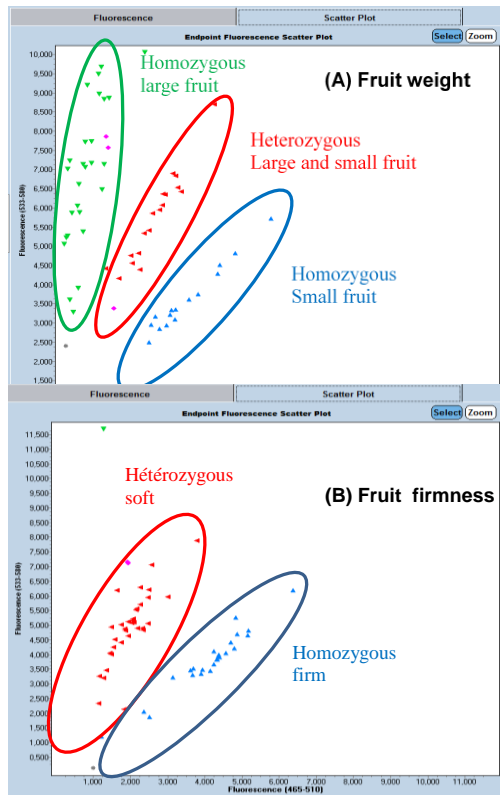 Fluorescence
Scatter Plot
Endpoint Fluorescence Scatter Plot
Select
Zoom
10,000
9,500
9,000
8,500
8,000
7,500
7,000
6,500
6,000
5,500
5,000
4,500
4,000
3,500
3,000
2,500
2,000
1,500
Fluorescence (533-580)
Homozygous
large fruit
(A) Fruit weight
Heterozygous
Large and small fruit
Homozygous
Small fruit
Fluorescence
Scatter Plot
Endpoint Fluorescence Scatter Plot
Select
Zoom
11,500
10,500
9,500
9,000
8,500
8,000
7,500
7,000
6,500
6,000
5,500
5,000
4,500
4,000
3,500
3,000
2,500
2,000
1,500
1,000
0,500
Fluorescence (533-580)
Hétérozygous
soft
(B) Fruit firmness
Homozygous
firm
0,000 1,000 2,000 3,000 4,000 5,000 6,000 7,000 8,000 9,000 10,000 11,000
Fluorescence (465-510)